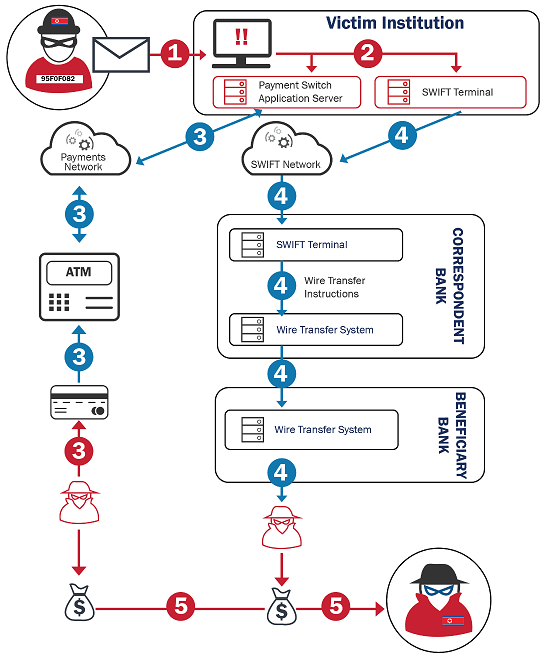 Victim Institution
95F0F082
1
!!
2
Payment Switch
Application Server
SWIFT Terminal
3
4
Payments
Network
SWIFT Network
3
4
ATM
SWIFT Terminal
4
Wire Transfer
Instructions
Wire Transfer System
CORRESPONDENT
BANK
3
4
3
Wire Transfer System
BENEFICIARY
BANK
4
$
5
$
5